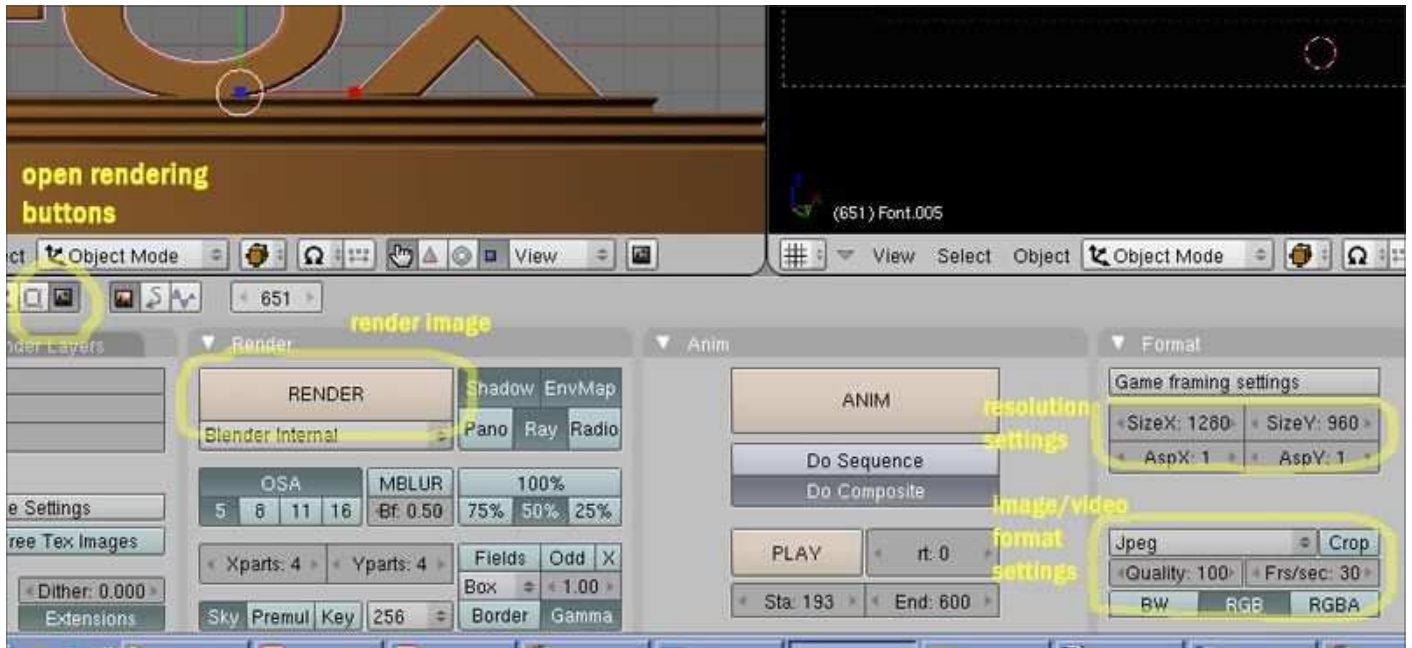 FOX
open rendering
buttons
(651) Font.005
ct Object Mode View
View Select Object Object Mode
651
render image
nder Layers
Render
Anim
Format
RENDER
Shadow EnvMap
Blender Internal
Pano Ray Radio
ANIM
Game framing settings
resolution
settings
SizeX: 1280 SizeY: 960
AspX: 1 AspY: 1
OSA
MBLUR
100%
5 8 11 16
Bf: 0.50
75% 50% 25%
Do Sequence
Do Composite
e Settings
ree Tex Images
image/video
format
settings
Jpeg Crop
Quality: 100 Frs/sec: 30
BW RGB RGBA
Xparts: 4 Yparts: 4
Fields Odd X
Box 1.00
PLAY rt: 0
Dither: 0.000
Extensions
Sky Premul Key 256
Border Gamma
Sta: 193 End: 600